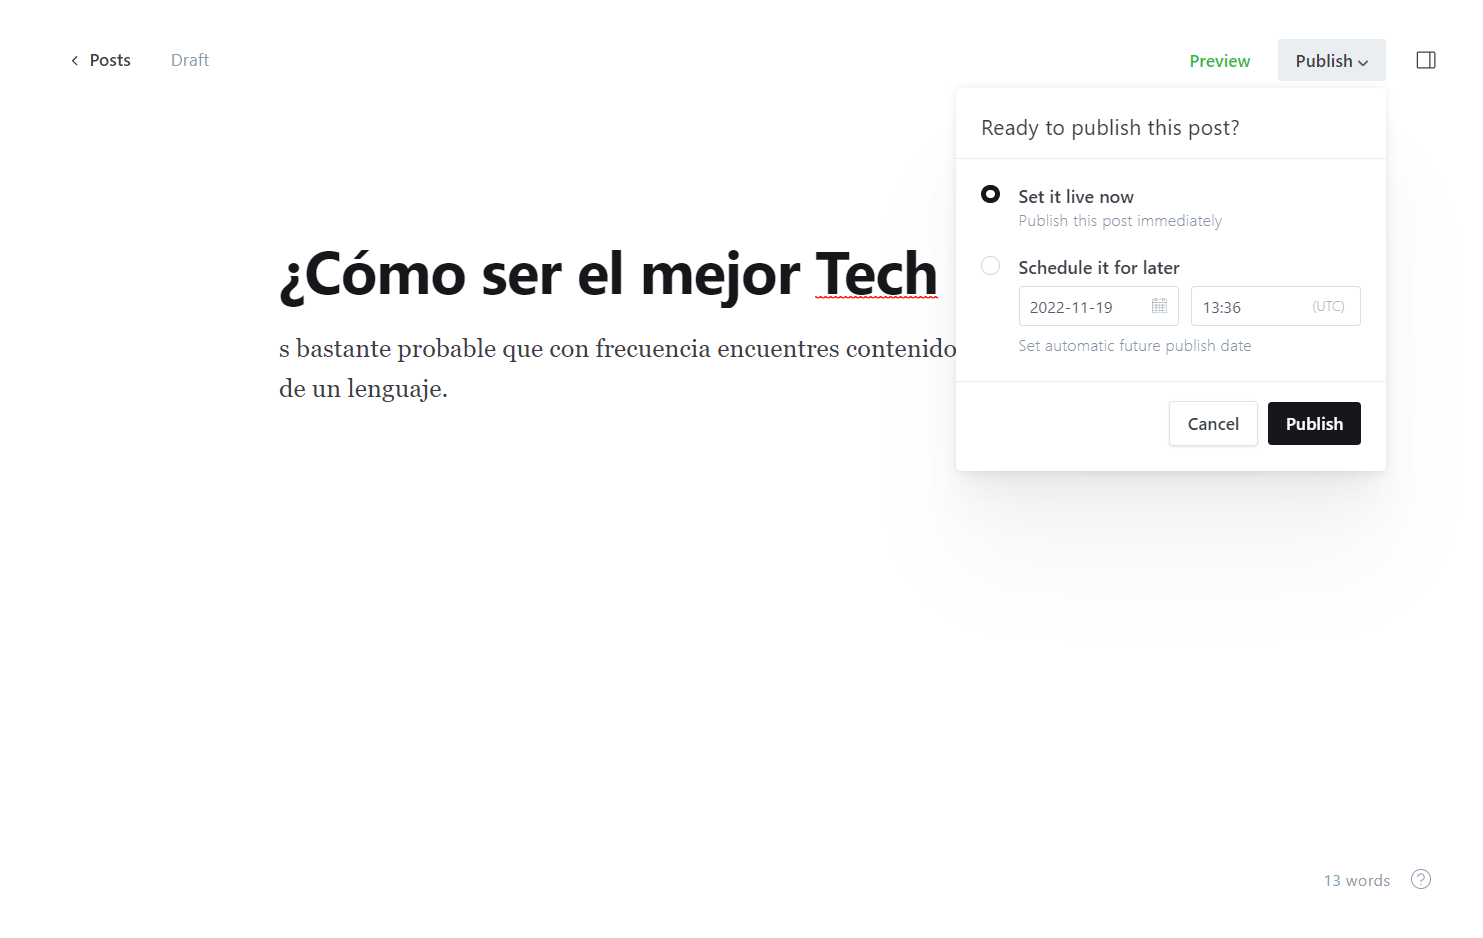 Posts Draft Preview Publish
Ready to publish this post?
Set it live now
Publish this post immediately
Schedule it for later
2022-11-19 13:36 (UTC)
Set automatic future publish date
Cancel Publish
¿Cómo ser el mejor Tech
s bastante probable que con frecuencia encuentres contenido
de un lenguaje.
13 words ?